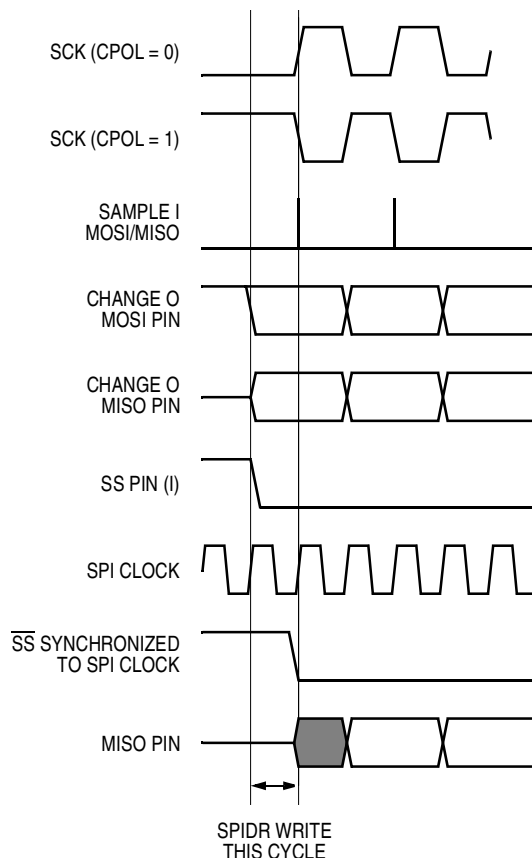 SCK (CPOL = 0)
SCK (CPOL = 1)
SAMPLE I
MOSI/MISO
CHANGE O
MOSI PIN
CHANGE O
MISO PIN
SS PIN (I)
SPI CLOCK
S̅S̅ SYNCHRONIZED
TO SPI CLOCK
MISO PIN
SPIDR WRITE
THIS CYCLE